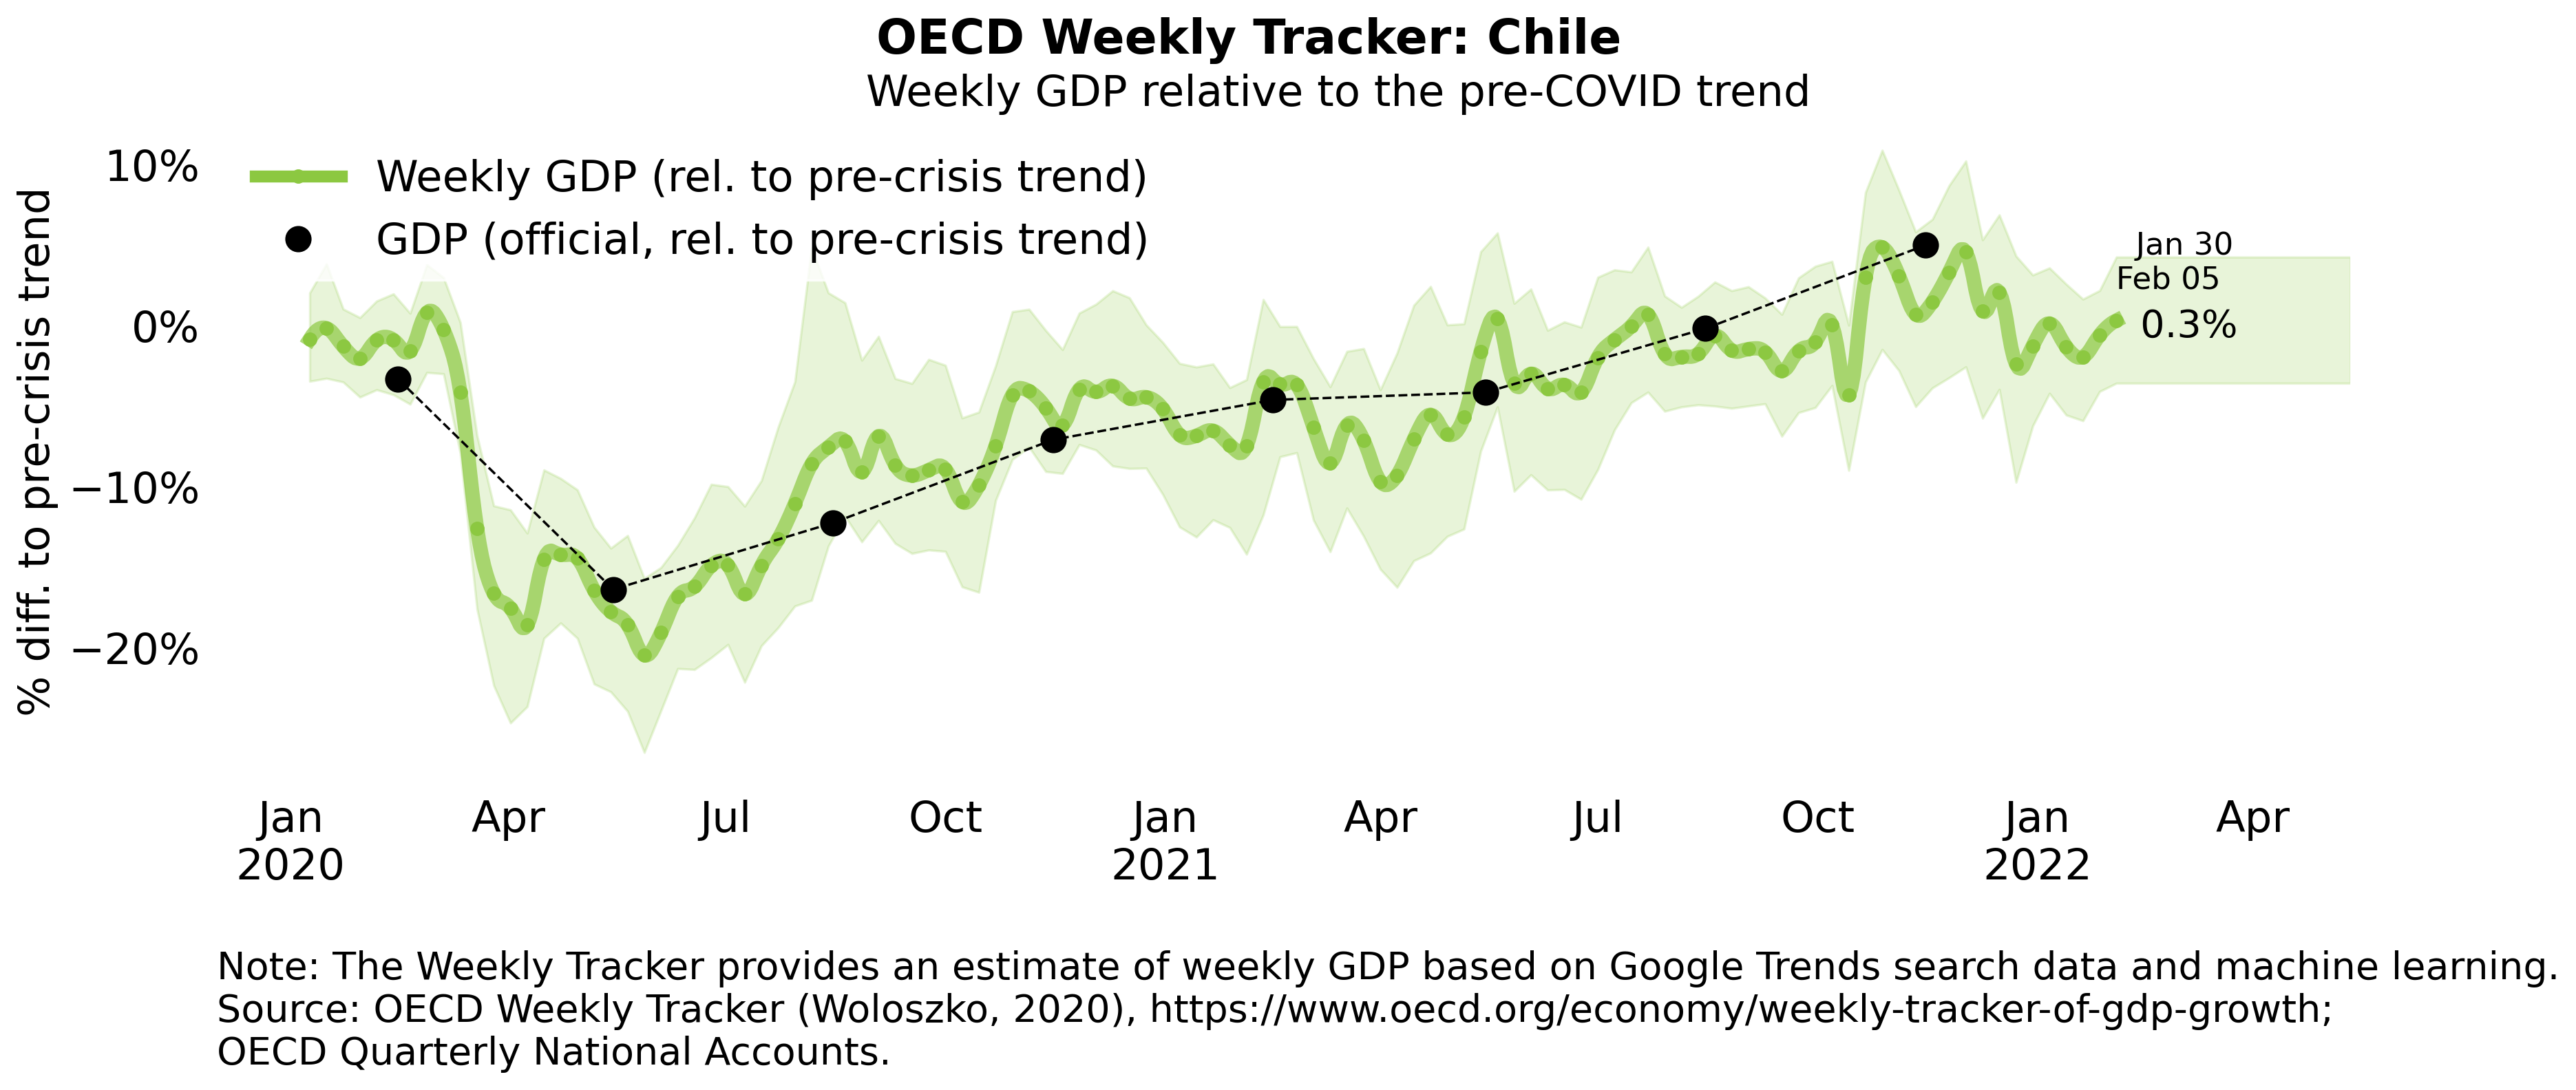 OECD Weekly Tracker: Chile
Weekly GDP relative to the pre-COVID trend
% diff. to pre-crisis trend
10%
0%
−10%
−20%
Weekly GDP (rel. to pre-crisis trend)
GDP (official, rel. to pre-crisis trend)
Jan 30
Feb 05
0.3%
Jan Apr Jul Oct Jan Apr Jul Oct Jan Apr
2020 2021 2022
Note: The Weekly Tracker provides an estimate of weekly GDP based on Google Trends search data and machine learning.
Source: OECD Weekly Tracker (Woloszko, 2020), https://www.oecd.org/economy/weekly-tracker-of-gdp-growth;
OECD Quarterly National Accounts.